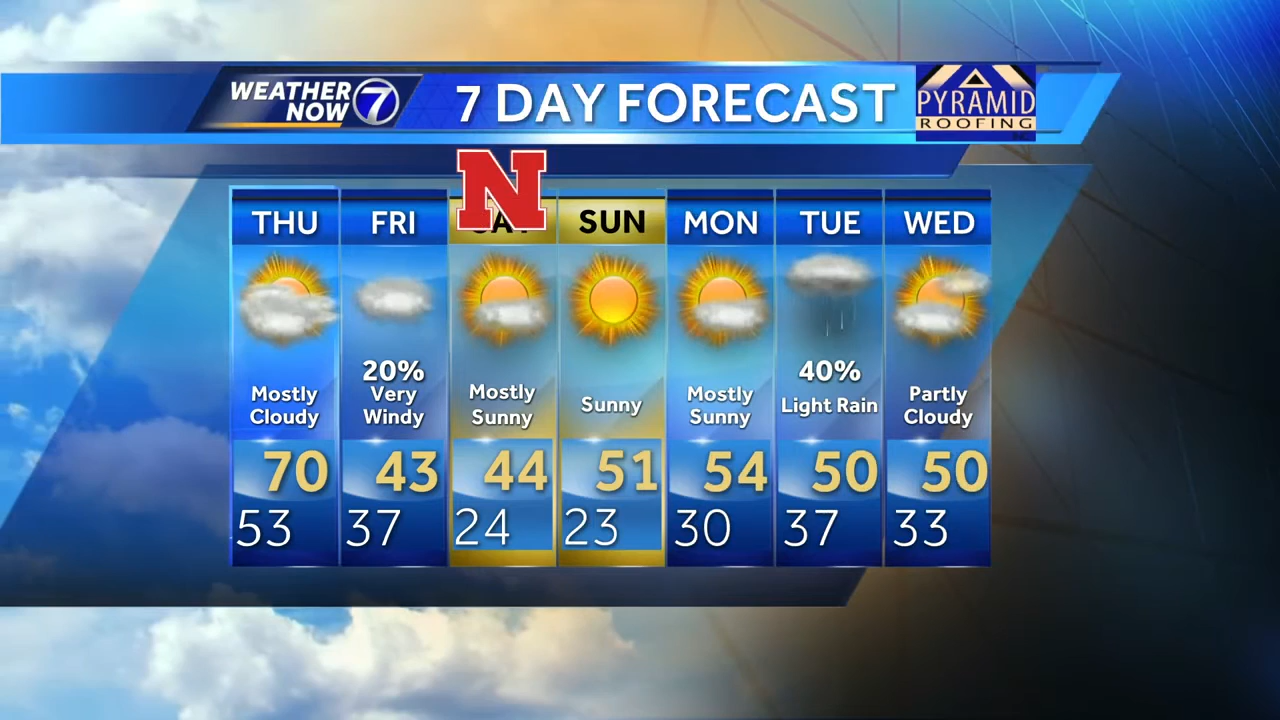 WEATHER NOW 7
7 DAY FORECAST
PYRAMID
ROOFING
N
THU FRI SAT SUN MON TUE WED
20% 40%
Mostly Cloudy
Very Windy
Mostly Sunny
Sunny
Mostly Sunny
Light Rain
Partly Cloudy
70 43 44 51 54 50 50
53 37 24 23 30 37 33